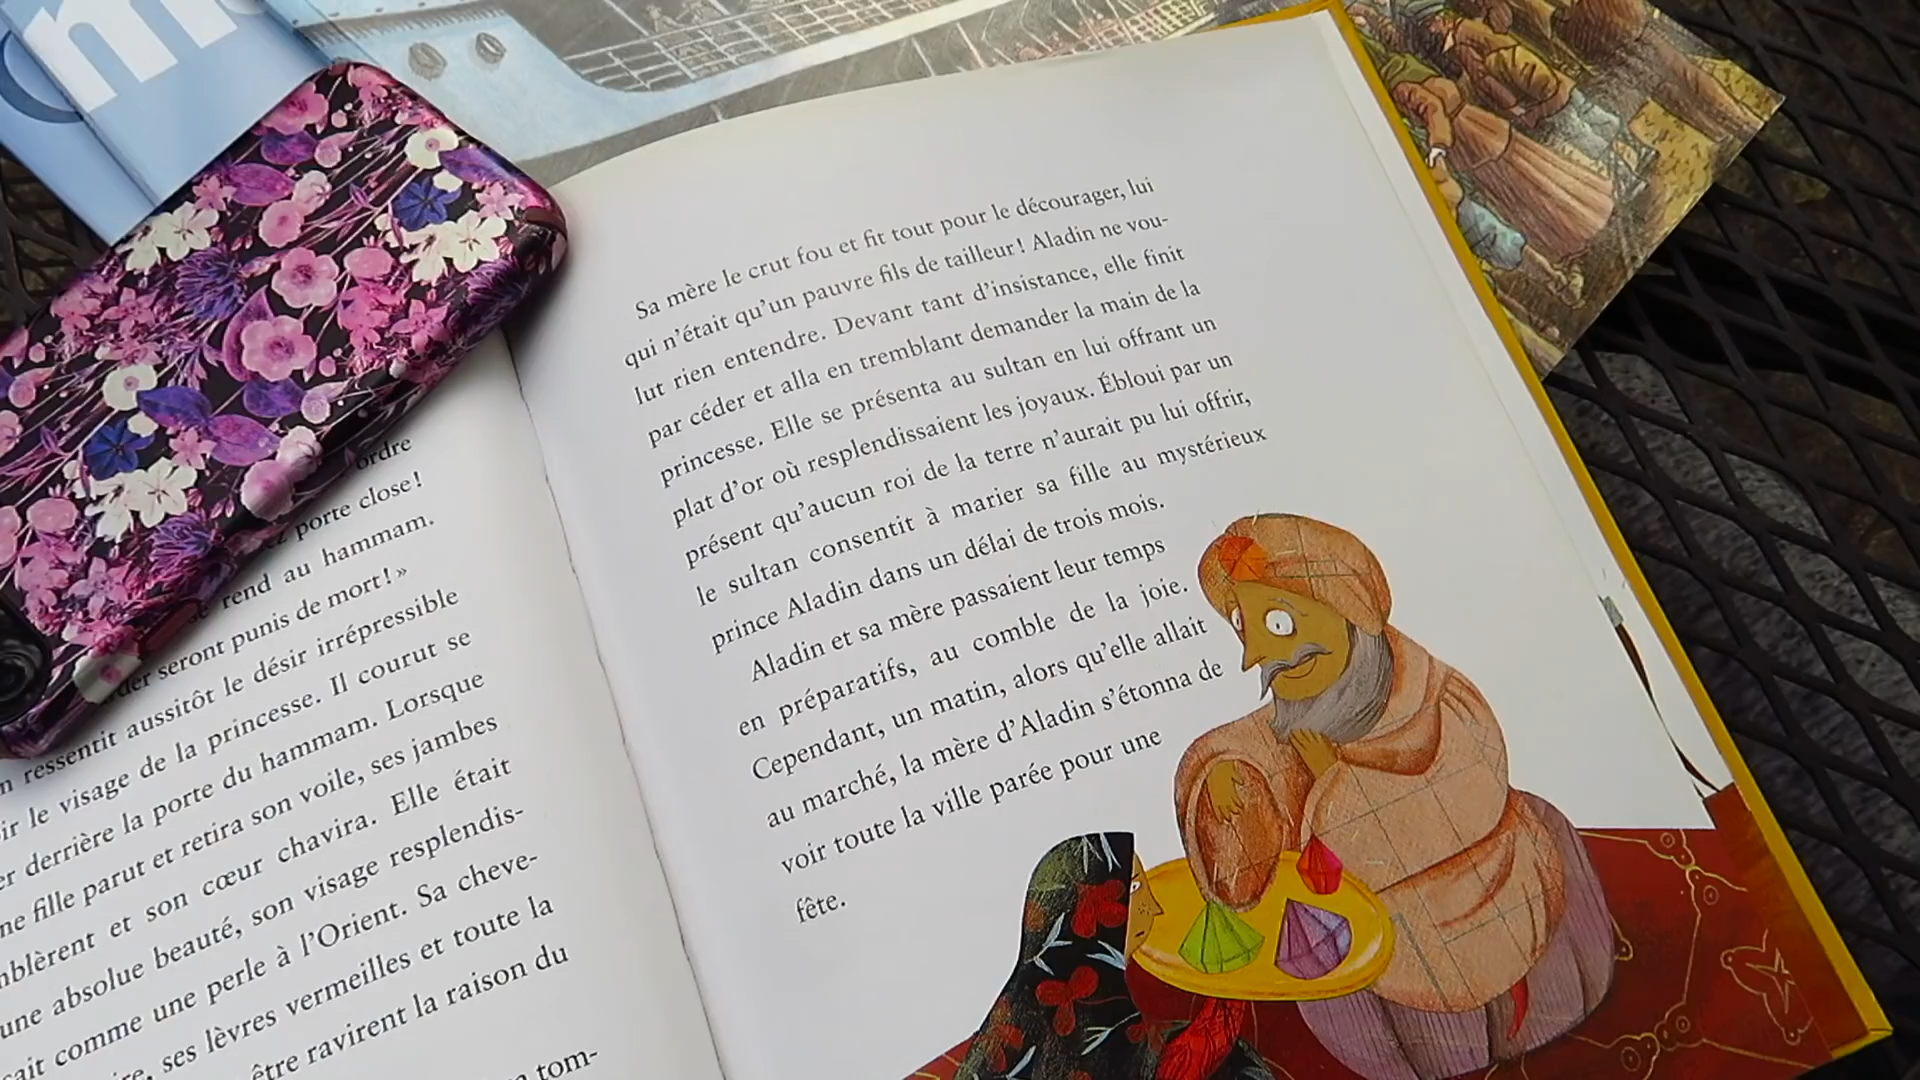 m
ordre
porte close !
rend au hammam.
seront punis de mort ! »
ressentit aussitôt le désir irrépressible
le visage de la princesse. Il courut se
derrière la porte du hammam. Lorsque
fille parut et retira son voile, ses jambes
et son cœur chavira. Elle était
une absolue beauté, son visage resplendis-
comme une perle à l'Orient. Sa cheve-
ses lèvres vermeilles et toute la
être ravirent la raison du
tom-
Sa mère le crut fou et fit tout pour le décourager, lui
qui n'était qu'un pauvre fils de tailleur ! Aladin ne vou-
lut rien entendre. Devant tant d'insistance, elle finit
par céder et alla en tremblant demander la main de la
princesse. Elle se présenta au sultan en lui offrant un
plat d'or où resplendissaient les joyaux. Ébloui par un
présent qu'aucun roi de la terre n'aurait pu lui offrir,
le sultan consentit à marier sa fille au mystérieux
prince Aladin dans un délai de trois mois.
Aladin et sa mère passaient leur temps
en préparatifs, au comble de la joie.
Cependant, un matin, alors qu'elle allait
au marché, la mère d'Aladin s'étonna de
voir toute la ville parée pour une
fête.